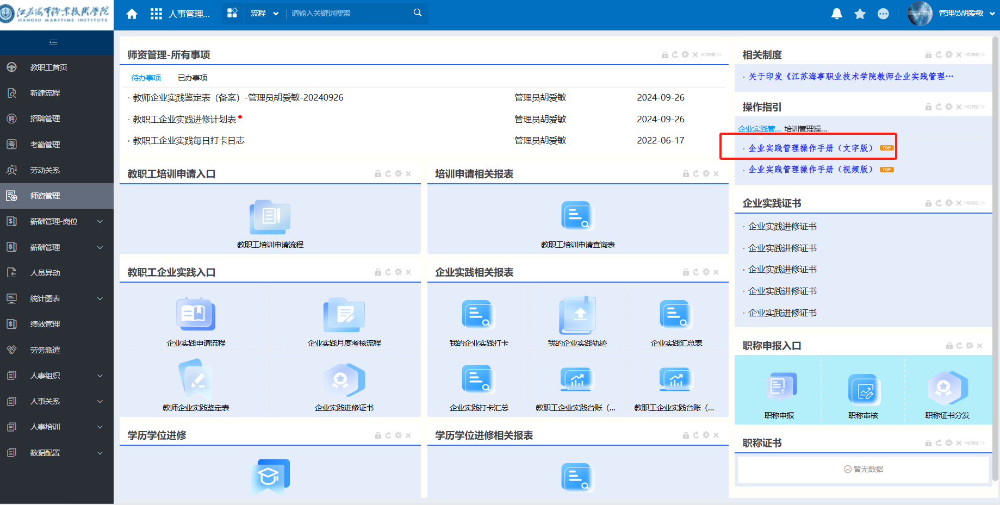 江苏海事职业技术学院
JIANGSU MARITIME INSTITUTE
人事管理...
流程
请输入关键词搜索
管理员胡爱敏
教职工首页
新建流程
聘 招聘管理
考 考勤管理
劳动关系
师资管理
薪酬管理-岗位
薪酬管理
人员异动
统计图表
绩效管理
劳务派遣
人事组织
人事关系
人事培训
数据配置
师资管理-所有事项
MORE >>
待办事项 已办事项
· 教师企业实践鉴定表（备案）-管理员胡爱敏-20240926 管理员胡爱敏 2024-09-26
· 教职工企业实践进修计划表 管理员胡爱敏 2024-09-26
· 教职工企业实践每日打卡日志 管理员胡爱敏 2022-06-17
教职工培训申请入口
教职工培训申请流程
培训申请相关报表
教职工培训申请查询表
教职工企业实践入口
企业实践申请流程
企业实践月度考核流程
教师企业实践鉴定表
企业实践进修证书
企业实践相关报表
我的企业实践打卡
我的企业实践轨迹
企业实践汇总表
企业实践打卡汇总
教职工企业实践台账（...
教职工企业实践台账（...
学历学位进修
学历学位进修相关报表
相关制度
MORE >>
· 关于印发《江苏海事职业技术学院教师企业实践管理···
操作指引
MORE >>
企业实践管... 培训管理操...
· 企业实践管理操作手册（文字版） TOP
· 企业实践管理操作手册（视频版） TOP
企业实践证书
MORE >>
· 企业实践进修证书
· 企业实践进修证书
· 企业实践进修证书
· 企业实践进修证书
· 企业实践进修证书
职称申报入口
职称申报
职称审核
职称证书分发
职称证书
MORE >>
暂无数据